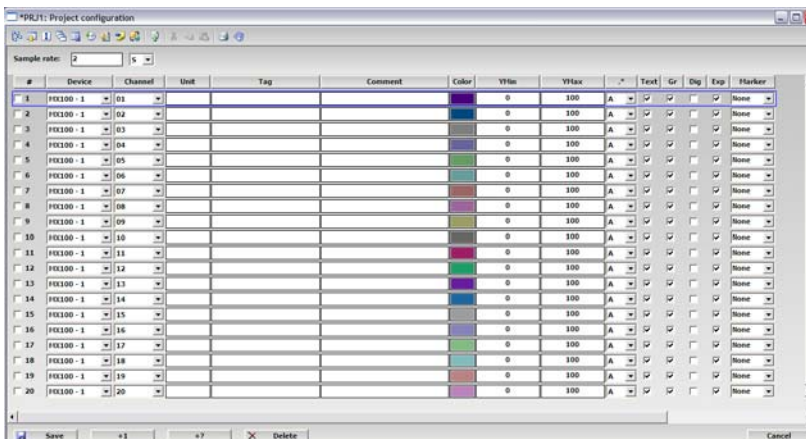 *PRJ1: Project configuration
Sample rate: 2 S
# Device Channel Unit Tag Comment Color YMin YMax .* Text Gr Dig Exp Marker
1 MX100 - 1 01 0 100 A None
2 MX100 - 1 02 0 100 A None
3 MX100 - 1 03 0 100 A None
4 MX100 - 1 04 0 100 A None
5 MX100 - 1 05 0 100 A None
6 MX100 - 1 06 0 100 A None
7 MX100 - 1 07 0 100 A None
8 MX100 - 1 08 0 100 A None
9 MX100 - 1 09 0 100 A None
10 MX100 - 1 10 0 100 A None
11 MX100 - 1 11 0 100 A None
12 MX100 - 1 12 0 100 A None
13 MX100 - 1 13 0 100 A None
14 MX100 - 1 14 0 100 A None
15 MX100 - 1 15 0 100 A None
16 MX100 - 1 16 0 100 A None
17 MX100 - 1 17 0 100 A None
18 MX100 - 1 18 0 100 A None
19 MX100 - 1 19 0 100 A None
20 MX100 - 1 20 0 100 A None
Save +1 +? Delete Cancel